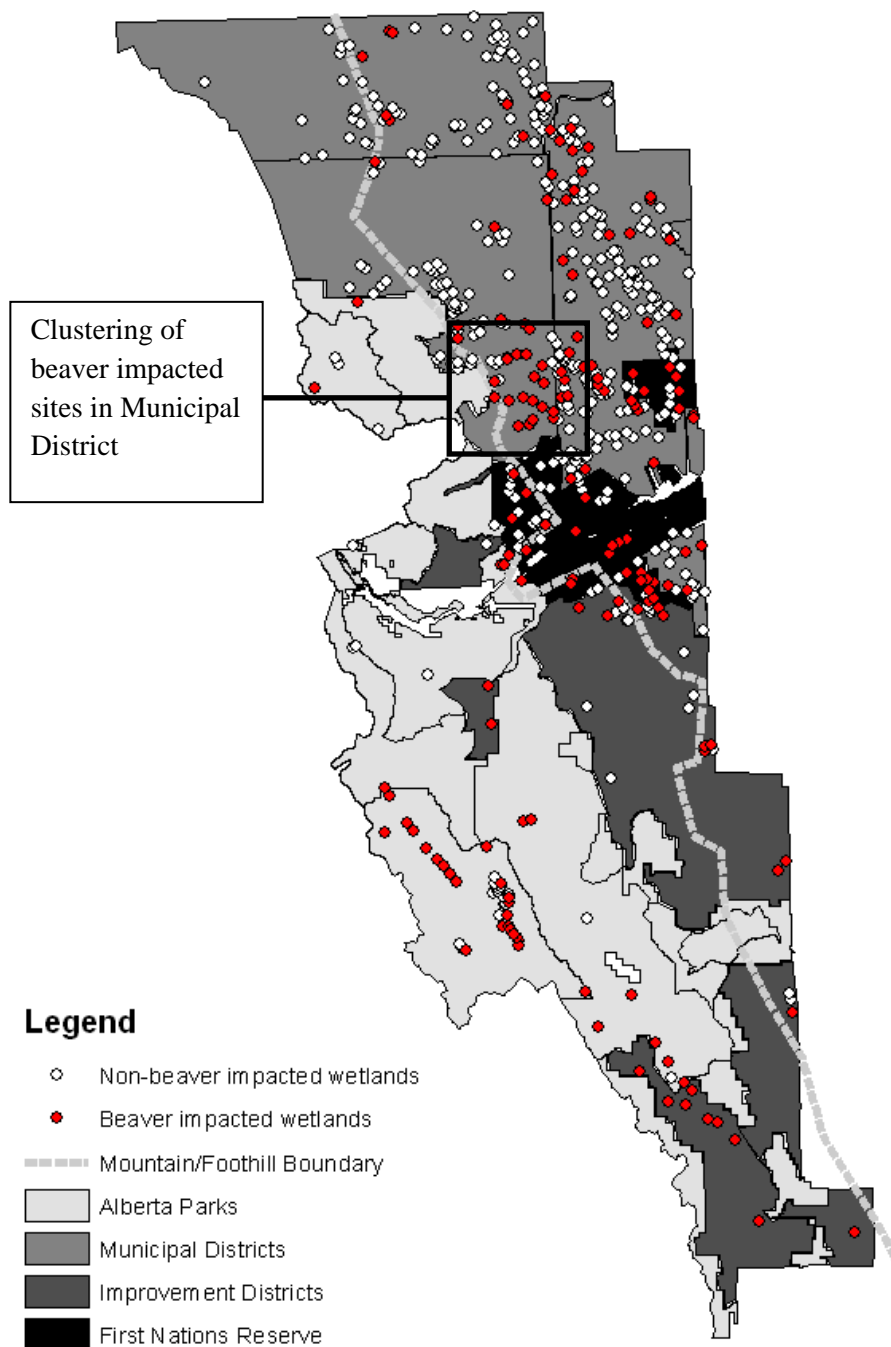 Clustering of
beaver impacted
sites in Municipal
District
Legend
Non-beaver impacted wetlands
Beaver impacted wetlands
Mountain/Foothill Boundary
Alberta Parks
Municipal Districts
Improvement Districts
First Nations Reserve